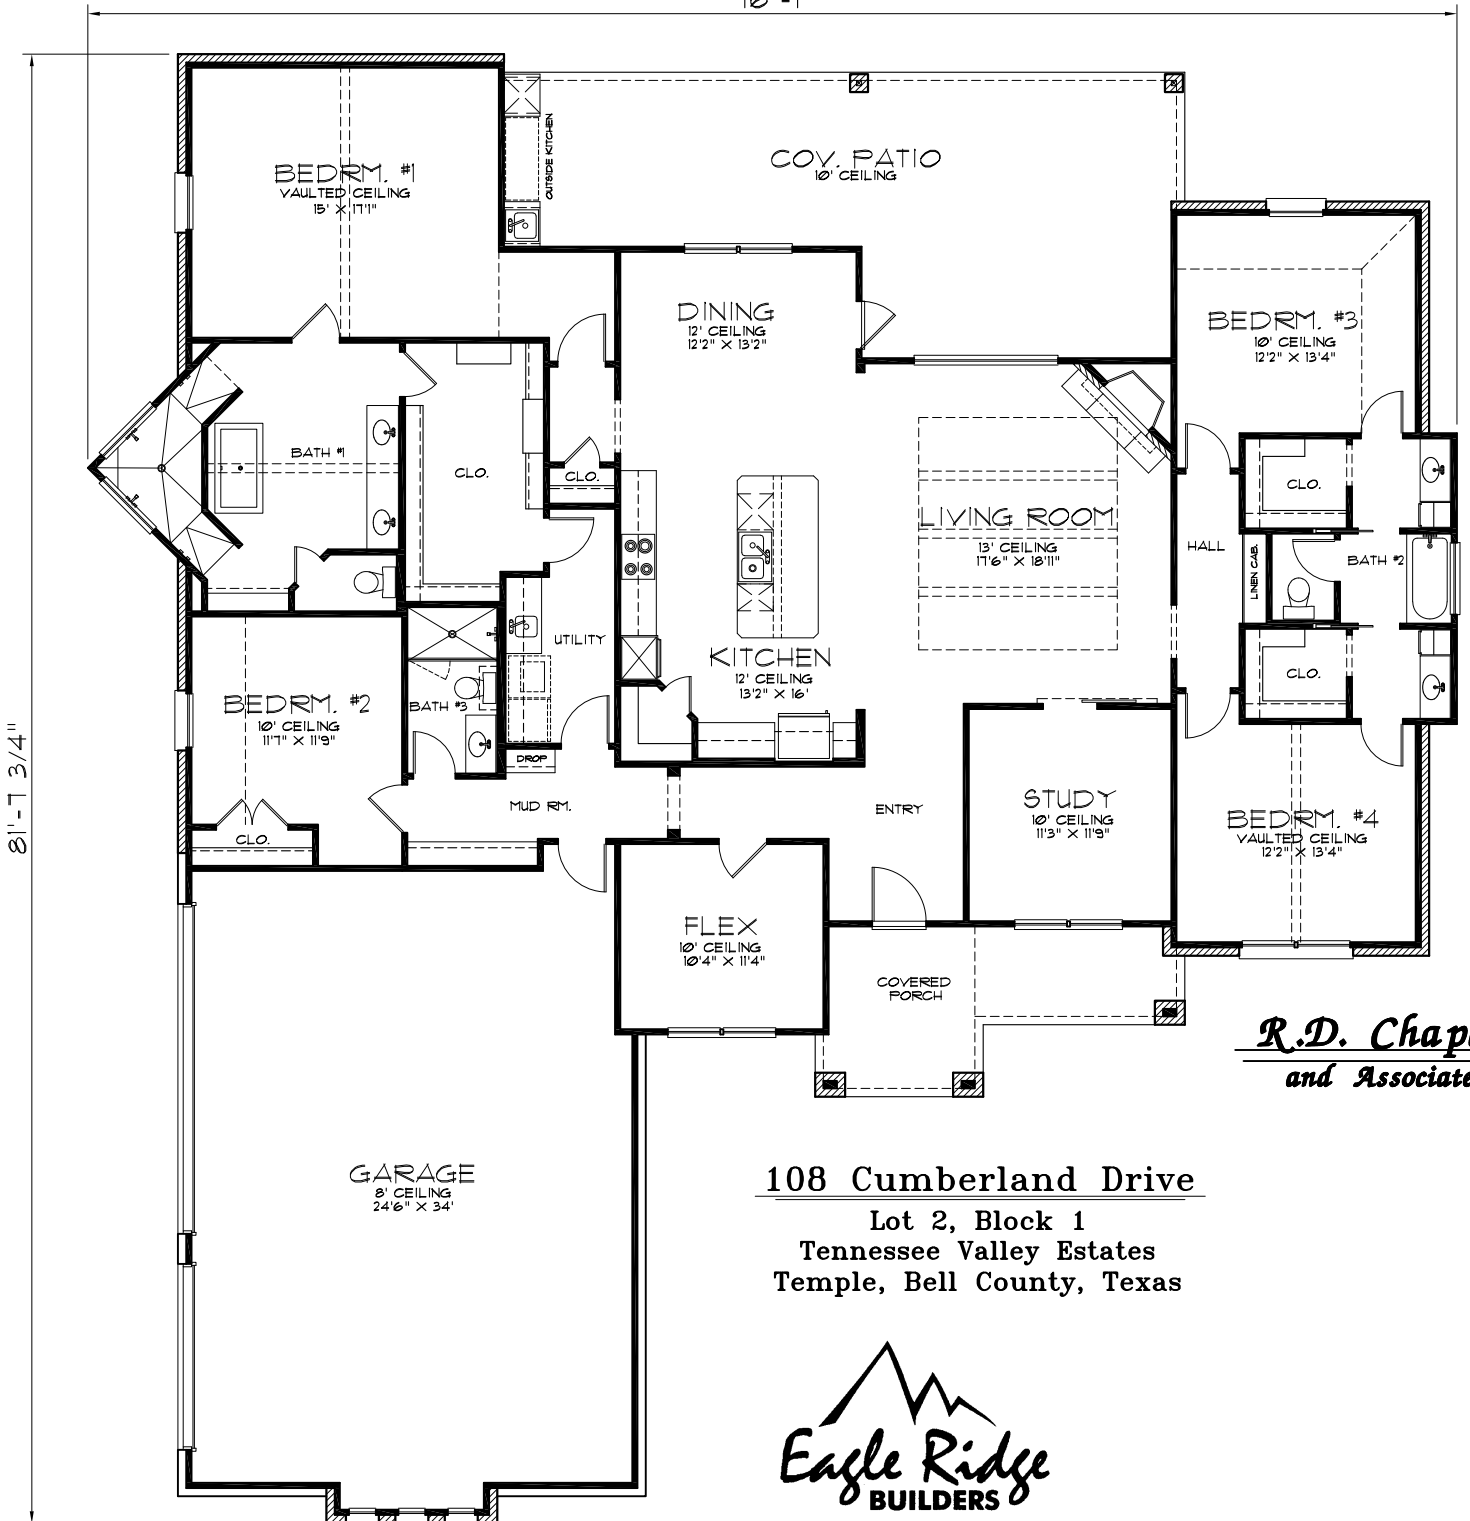 BEDRM. #1
VAULTED CEILING
15' X 17'1"
OUTSIDE KITCHEN
COV. PATIO
10' CEILING
DINING
12' CEILING
12'2" X 13'2"
BEDRM. #3
10' CEILING
12'2" X 13'4"
BATH #1
CLO.
CLO.
CLO.
LIVING ROOM
13' CEILING
17'6" X 18'11"
HALL
LINEN CAB.
BATH #2
UTILITY
KITCHEN
12' CEILING
13'2" X 16'
CLO.
BEDRM. #2
10' CEILING
11'7" X 11'9"
BATH #3
DROP
MUD RM.
CLO.
ENTRY
STUDY
10' CEILING
11'3" X 11'9"
BEDRM. #4
VAULTED CEILING
12'2" X 13'4"
81'-7 3/4"
FLEX
10' CEILING
10'4" X 11'4"
COVERED
PORCH
R.D. Chap
and Associate
GARAGE
8' CEILING
24'6" X 34'
108 Cumberland Drive
Lot 2, Block 1
Tennessee Valley Estates
Temple, Bell County, Texas
Eagle Ridge
BUILDERS